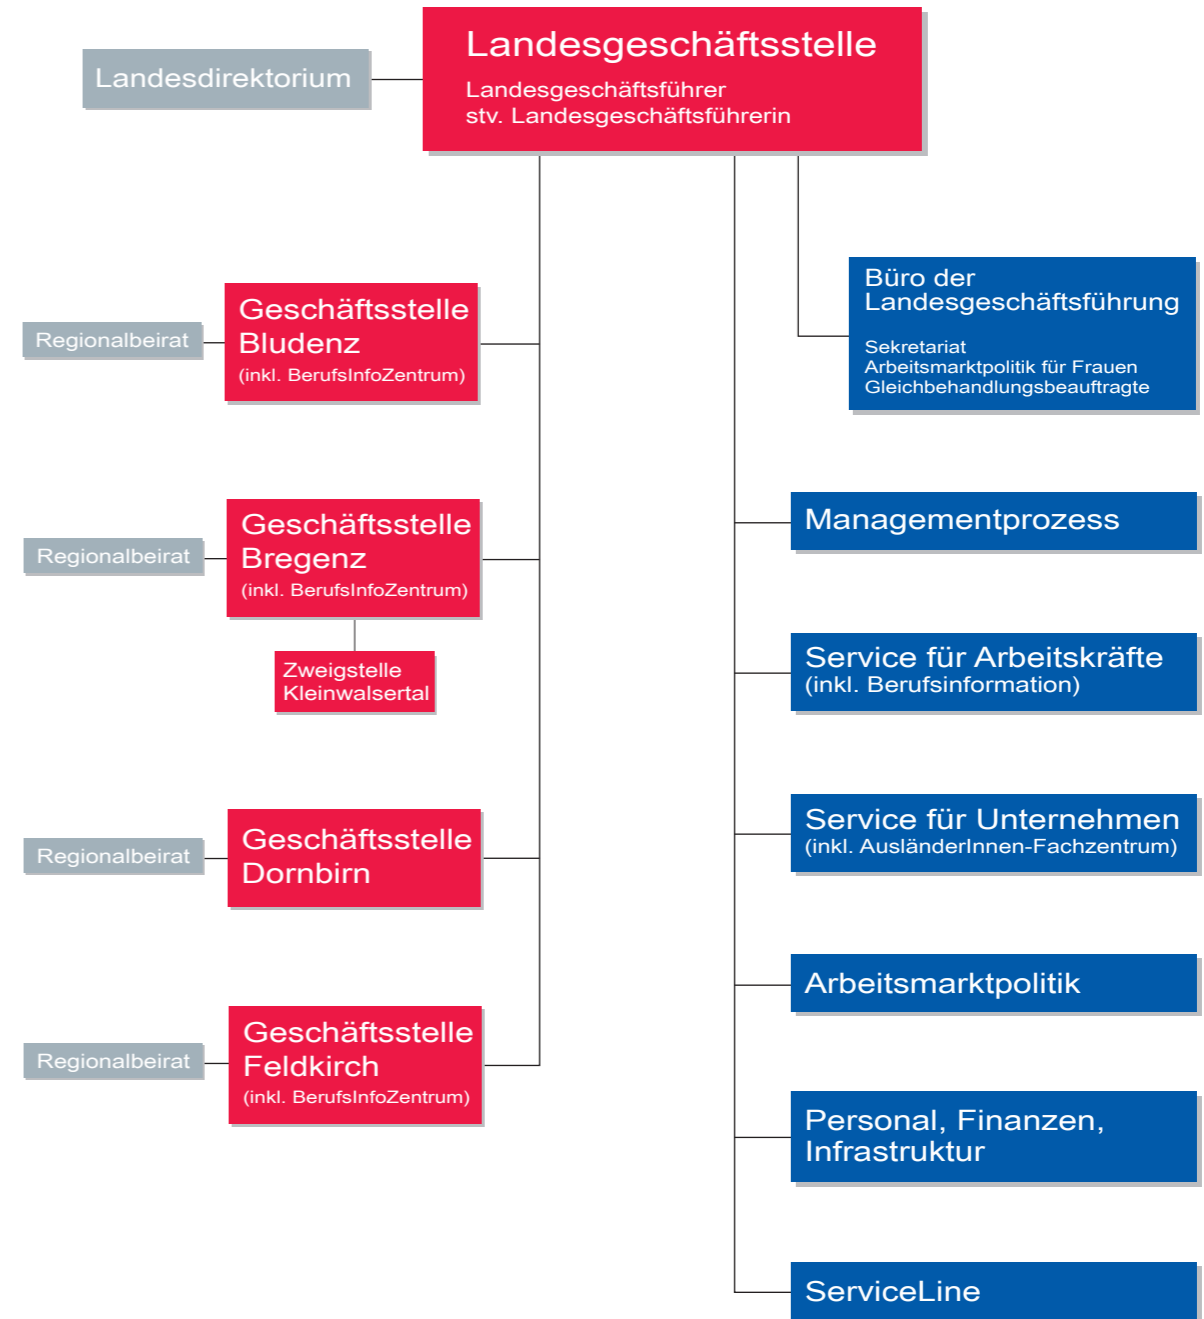 Landesgeschäftsstelle
Landesgeschäftsführer
stv. Landesgeschäftsführerin
Landesdirektorium
Regionalbeirat
Geschäftsstelle
Bludenz
(inkl. BerufsInfoZentrum)
Regionalbeirat
Geschäftsstelle
Bregenz
(inkl. BerufsInfoZentrum)
Zweigstelle
Kleinwalsertal
Regionalbeirat
Geschäftsstelle
Dornbirn
Regionalbeirat
Geschäftsstelle
Feldkirch
(inkl. BerufsInfoZentrum)
Büro der
Landesgeschäftsführung
Sekretariat
Arbeitsmarktpolitik für Frauen
Gleichbehandlungsbeauftragte
Managementprozess
Service für Arbeitskräfte
(inkl. Berufsinformation)
Service für Unternehmen
(inkl. AusländerInnen-Fachzentrum)
Arbeitsmarktpolitik
Personal, Finanzen,
Infrastruktur
ServiceLine